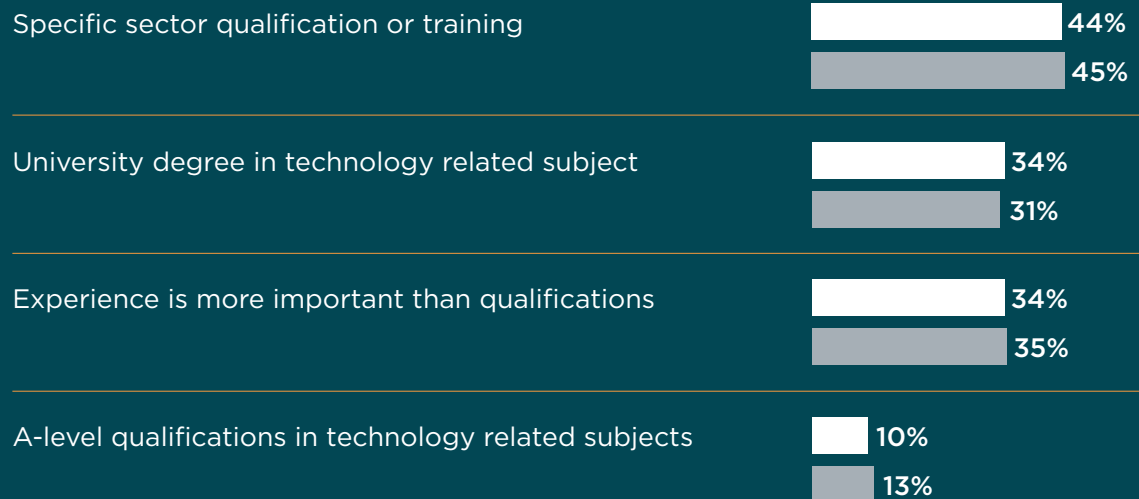 Specific sector qualification or training
44%
45%
University degree in technology related subject
34%
31%
Experience is more important than qualifications
34%
35%
A-level qualifications in technology related subjects
10%
13%